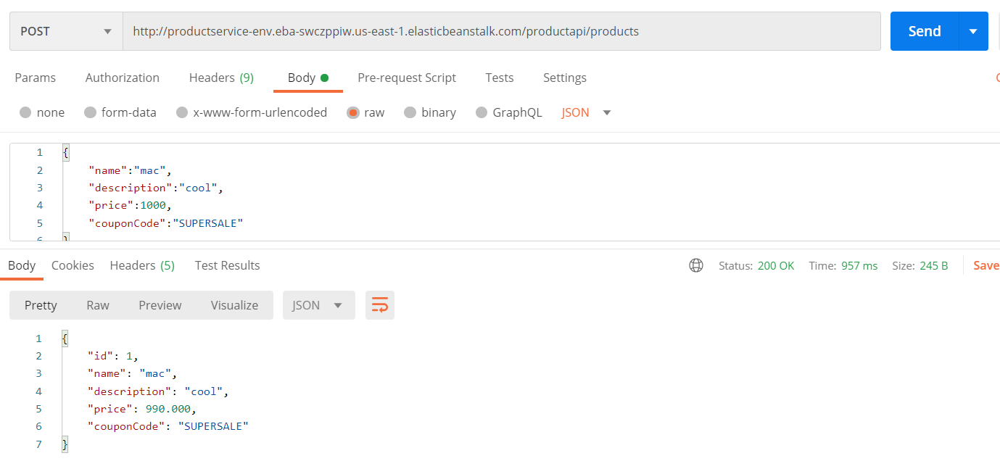 POST http://productservice-env.eba-swczppiw.us-east-1.elasticbeanstalk.com/productapi/products Send
Params Authorization Headers (9) Body Pre-request Script Tests Settings
none form-data x-www-form-urlencoded raw binary GraphQL JSON
1 {
2 "name":"mac",
3 "description":"cool",
4 "price":1000,
5 "couponCode":"SUPERSALE"
6 }
Body Cookies Headers (5) Test Results Status: 200 OK Time: 957 ms Size: 245 B Save
Pretty Raw Preview Visualize JSON
1 {
2 "id": 1,
3 "name": "mac",
4 "description": "cool",
5 "price": 990.000,
6 "couponCode": "SUPERSALE"
7 }